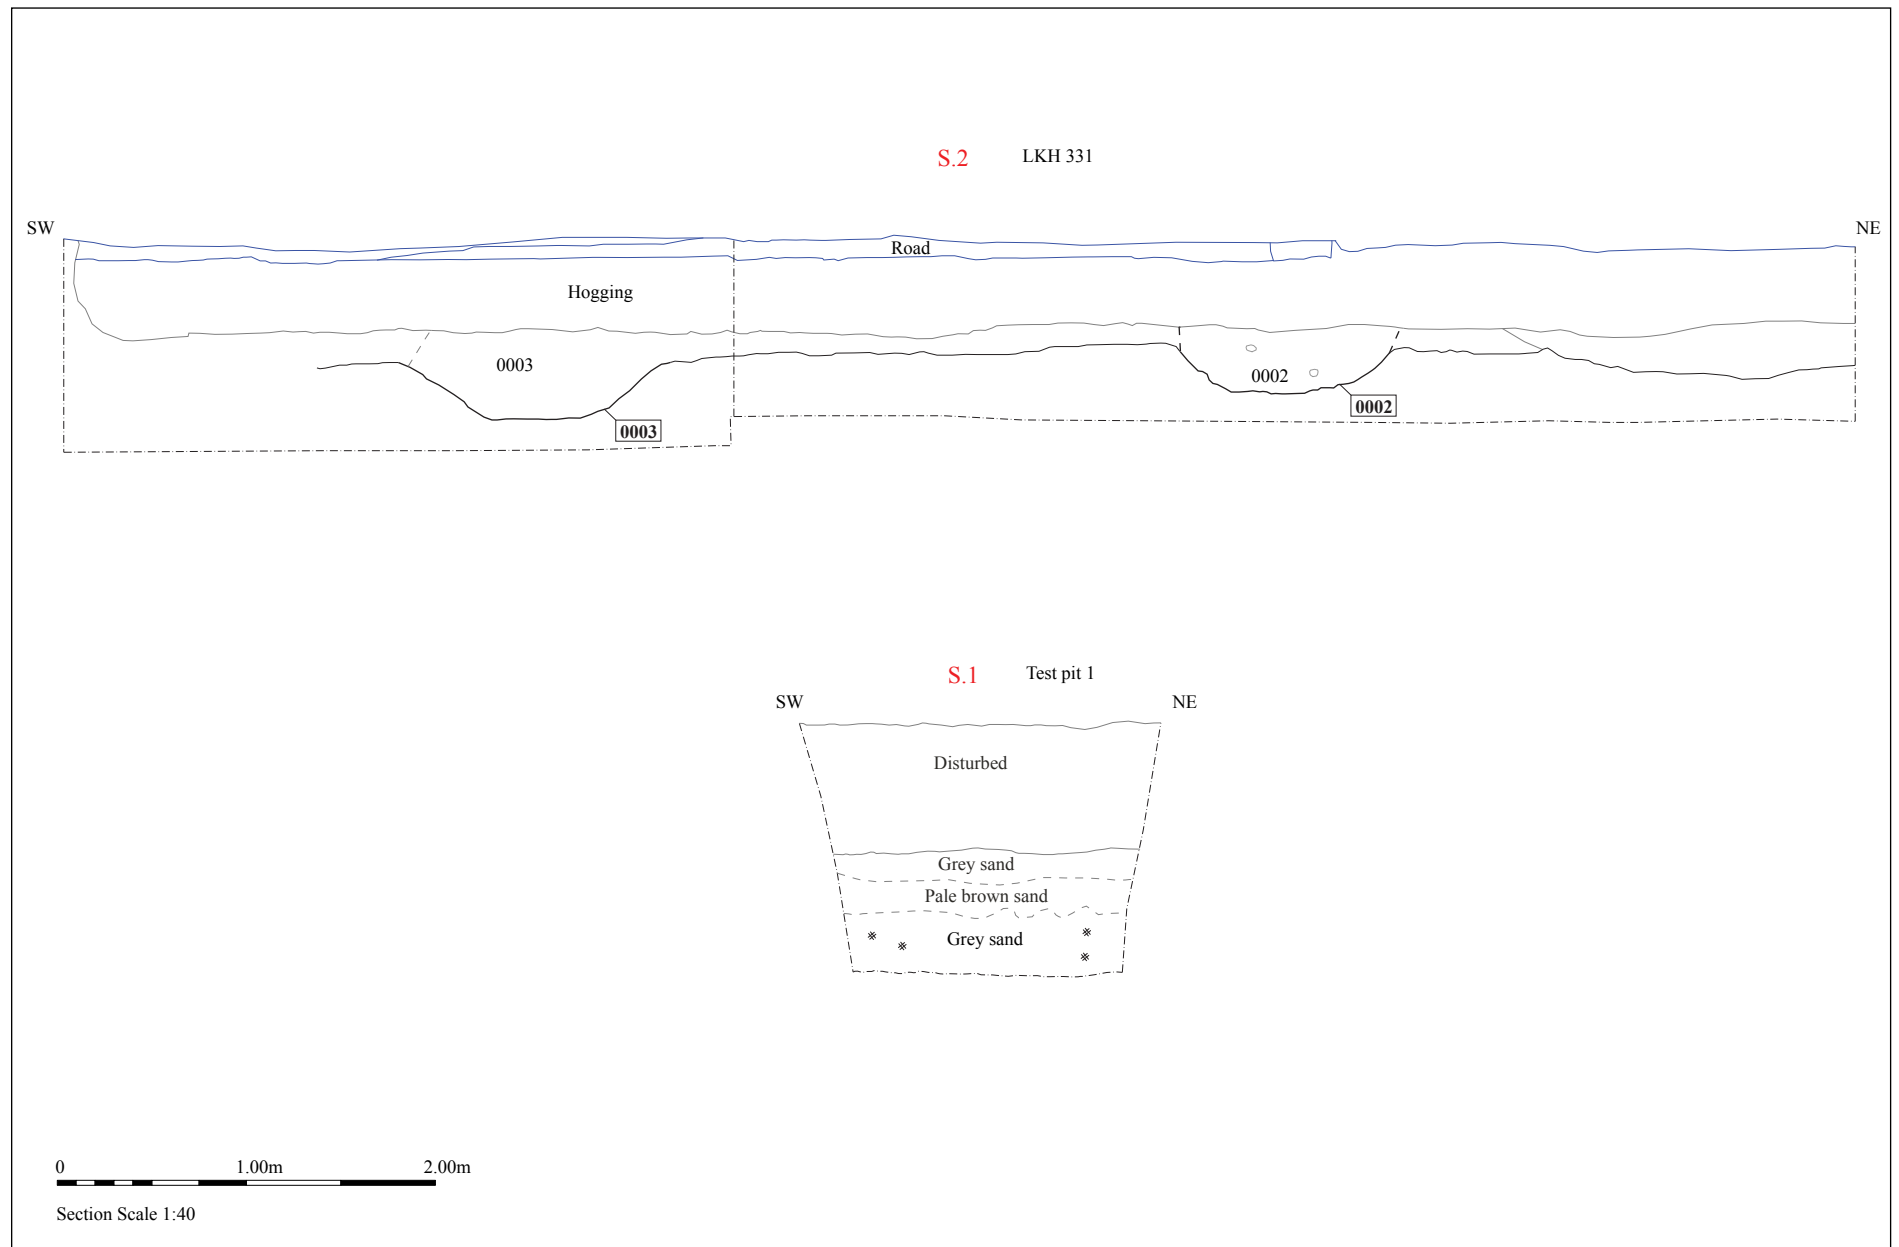 S.2 LKH 331
SW NE
Road
Hogging
0003
0002
0002
0003
S.1 Test pit 1
SW NE
Disturbed
Grey sand
Pale brown sand
Grey sand
0 1.00m 2.00m
Section Scale 1:40